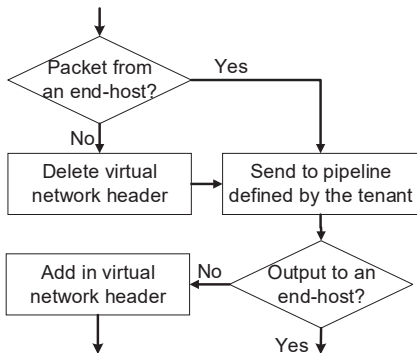 Packet from
an end-host?
Yes
No
Delete virtual
network header
Send to pipeline
defined by the tenant
Add in virtual
network header
No
Output to an
end-host?
Yes